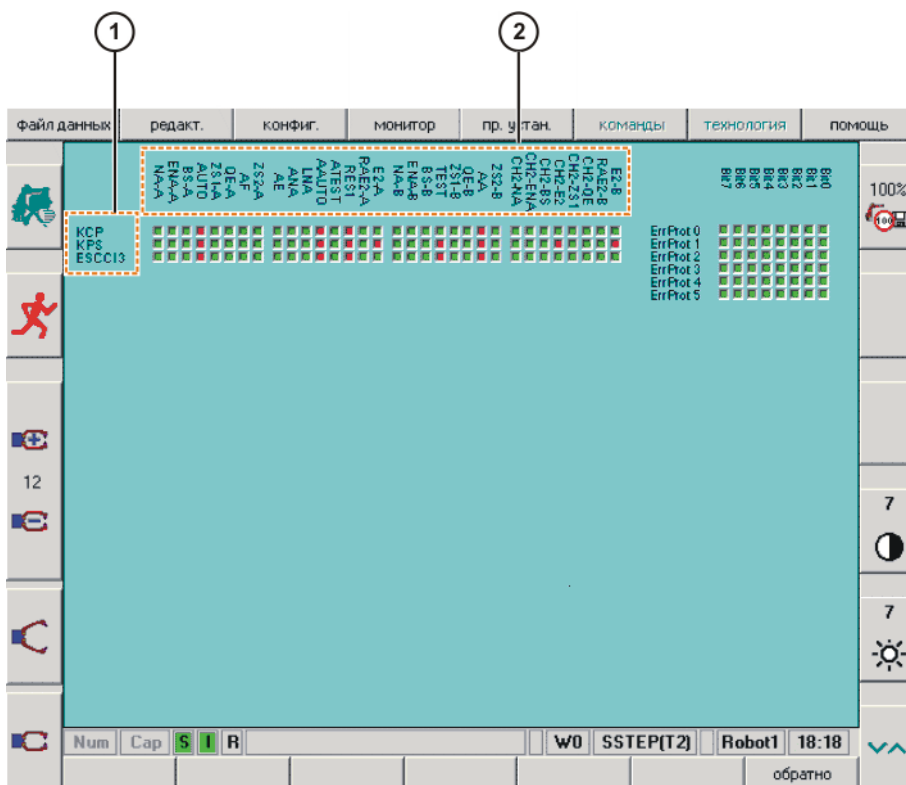 1
2
Файл данных
редакт.
конфиг.
монитор
пр. устан.
команды
технология
помощь
NA-A
ENA-A
BS-A
AUTO
ZS1-A
QE-A
AF
ZS2-A
AE
ANA
LNA
AAUTO
ATEST
RES1
RAE2-A
E2-A
NA-B
ENA-B
BS-B
TEST
ZS1-B
QE-B
AA
ZS2-B
CH2-NA
CH2-ENA
CH2-BS
CH2-E2
CH2-ZS1
CH2-QE
RAE2-B
E2-B
Bit7
Bit6
Bit5
Bit4
Bit3
Bit2
Bit1
Bit0
100%
100
KCP
KPS
ESCCI3
ErrProt 0
ErrProt 1
ErrProt 2
ErrProt 3
ErrProt 4
ErrProt 5
12
7
7
Num
Cap
S
I
R
W0
SSTEP(T2)
Robot1
18:18
обратно